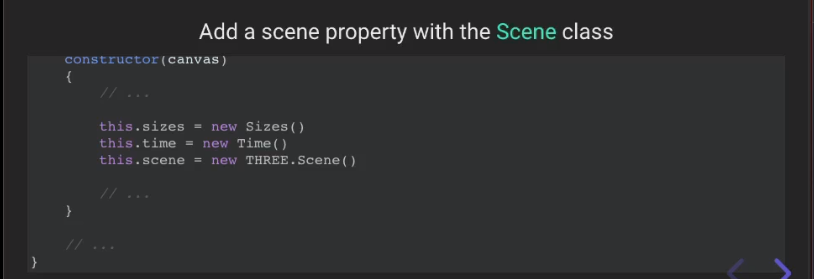 Add a scene property with the Scene class
constructor(canvas)
{
// ...
this.sizes = new Sizes()
this.time = new Time()
this.scene = new THREE.Scene()
// ...
}
// ...
}